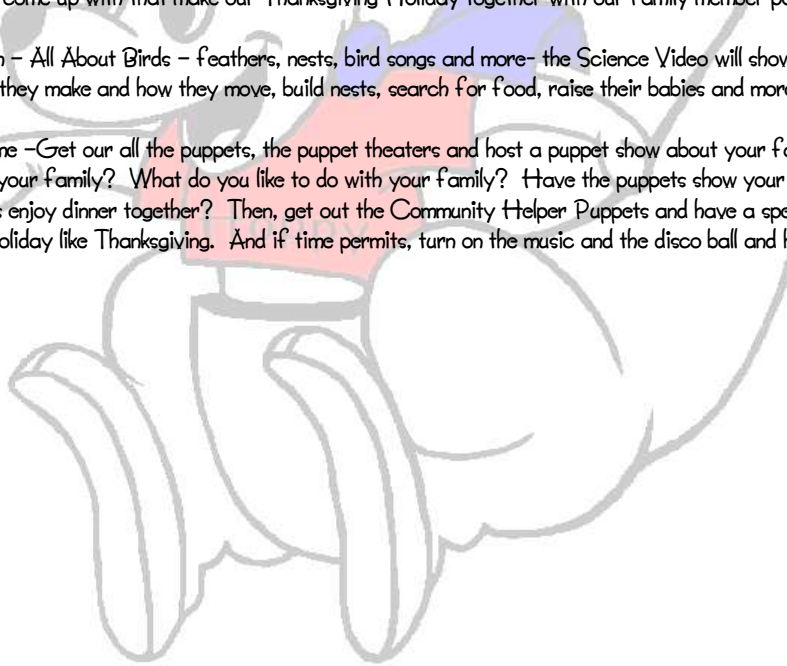 come up with that make our Thanksgiving Holiday together with our Family member
– All About Birds – feathers, nests, bird songs and more- the Science Video will show
they make and how they move, build nests, search for food, raise their babies and more
–Get our all the puppets, the puppet theaters and host a puppet show about your
your family? What do you like to do with your family? Have the puppets show your
enjoy dinner together? Then, get out the Community Helper Puppets and have a
holiday like Thanksgiving. And if time permits, turn on the music and the disco ball and